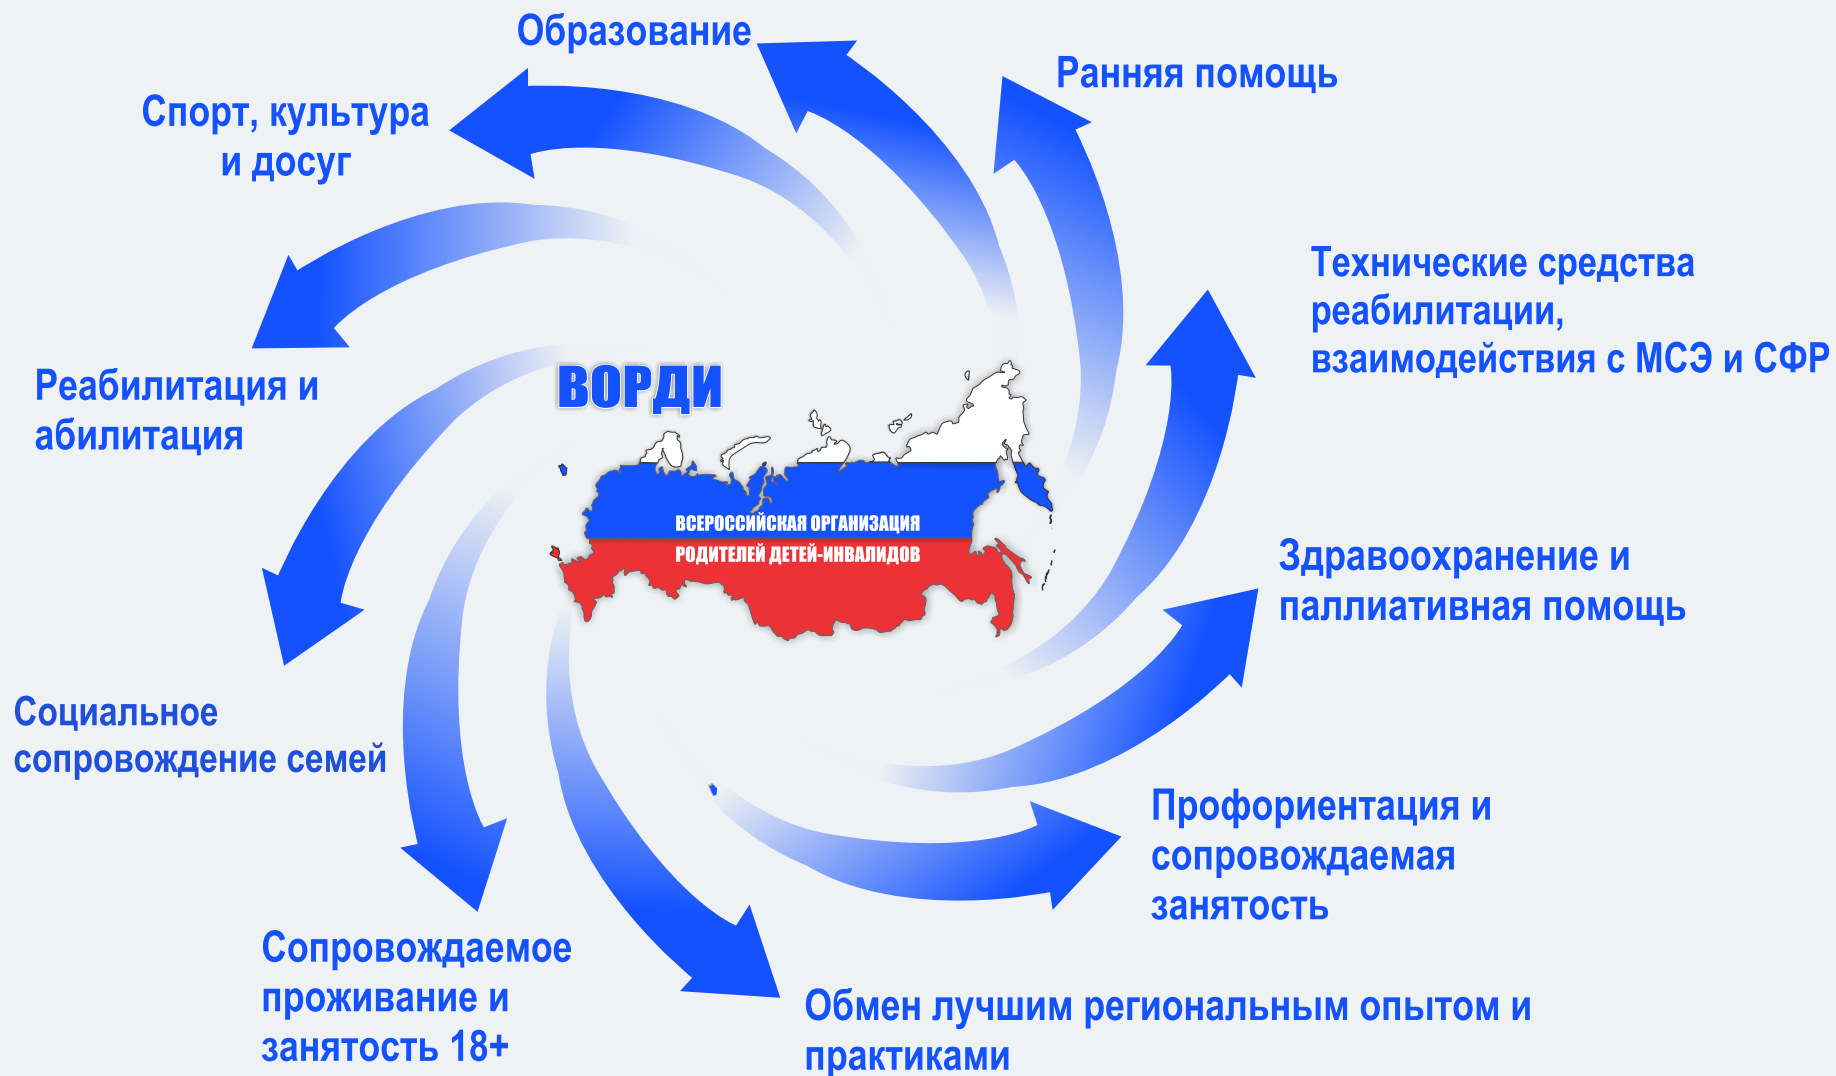 Образование
Ранняя помощь
Спорт, культура
и досуг
Технические средства
реабилитации,
взаимодействия с МСЭ и СФР
Реабилитация и
абилитация
ВОРДИ
ВСЕРОССИЙСКАЯ ОРГАНИЗАЦИЯ
РОДИТЕЛЕЙ ДЕТЕЙ-ИНВАЛИДОВ
Здравоохранение и
паллиативная помощь
Социальное
сопровождение семей
Профориентация и
сопровождаемая
занятость
Сопровождаемое
проживание и
занятость 18+
Обмен лучшим региональным опытом и
практиками